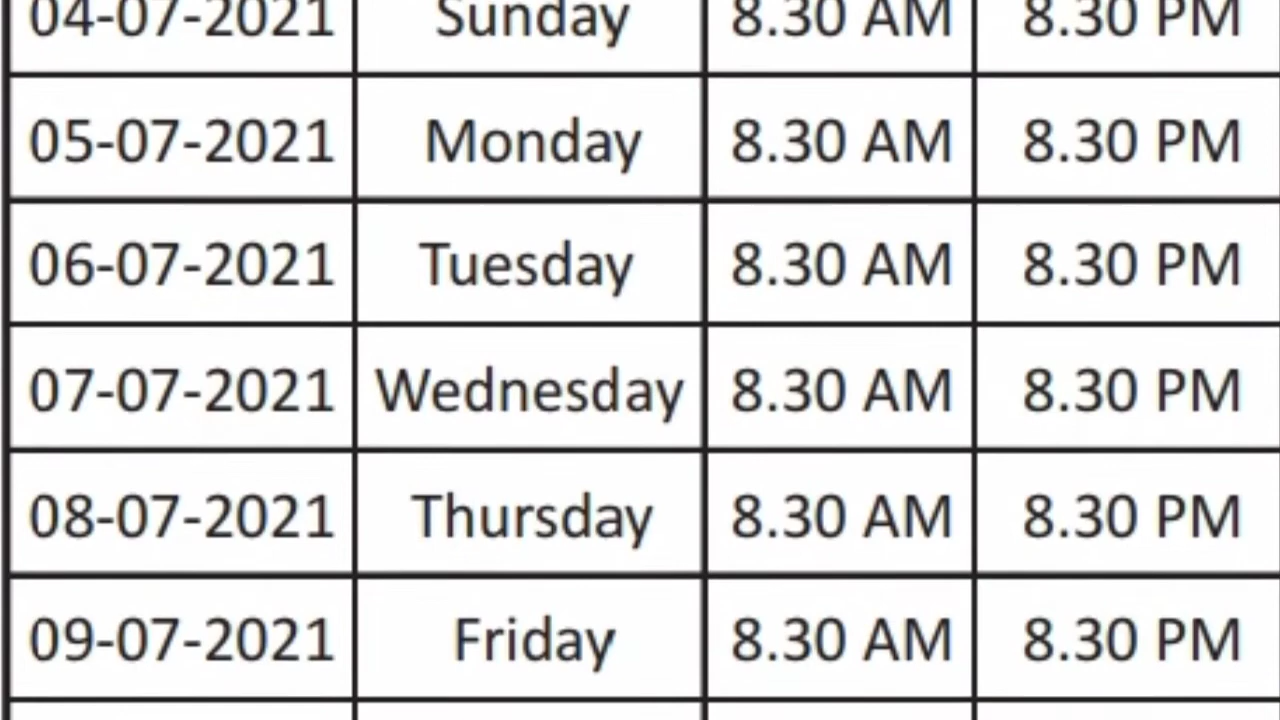 04-07-2021 Sunday 8.30 AM 8.30 PM
05-07-2021 Monday 8.30 AM 8.30 PM
06-07-2021 Tuesday 8.30 AM 8.30 PM
07-07-2021 Wednesday 8.30 AM 8.30 PM
08-07-2021 Thursday 8.30 AM 8.30 PM
09-07-2021 Friday 8.30 AM 8.30 PM